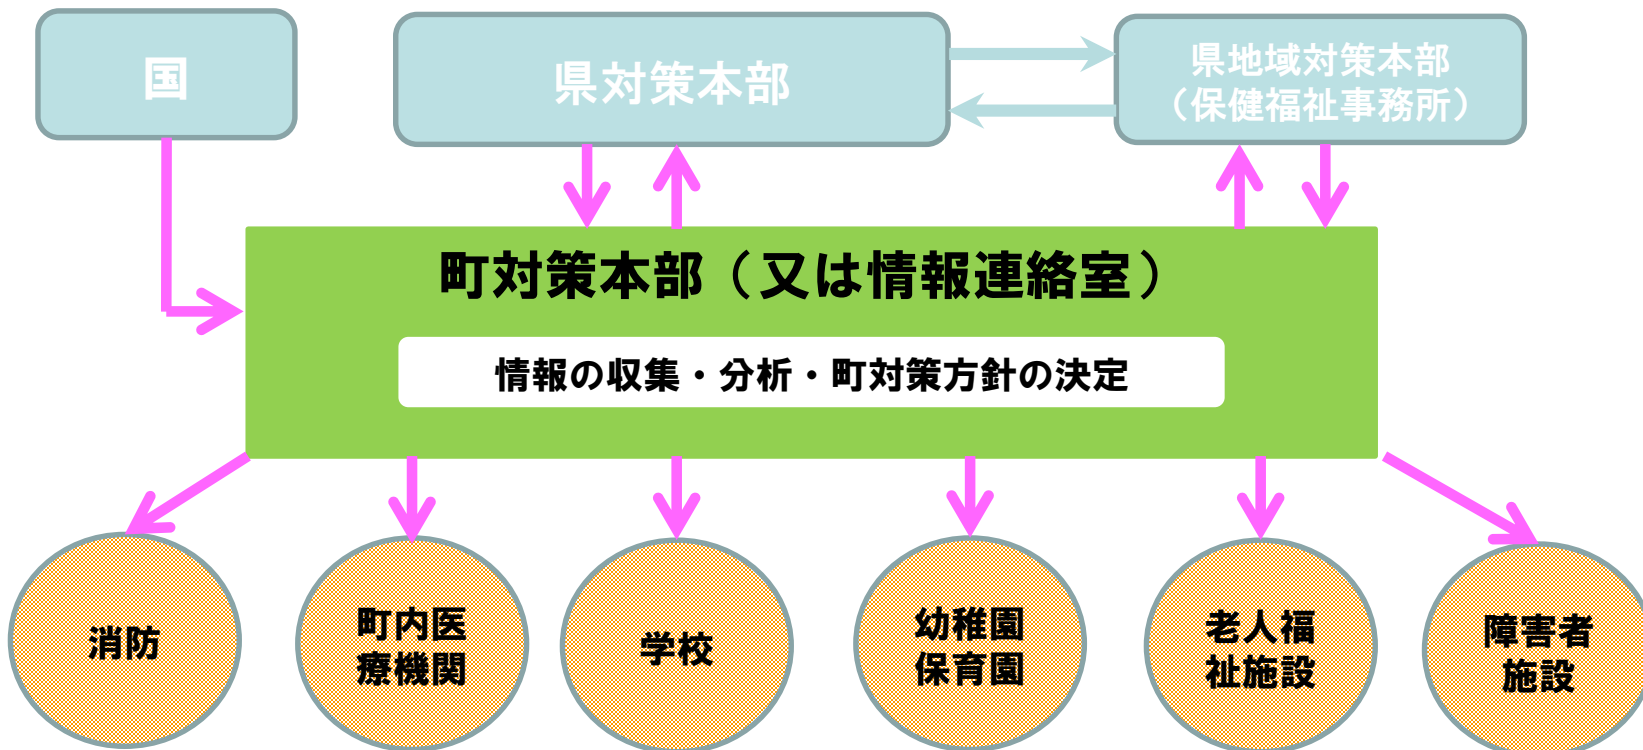 国
県対策本部
県地域対策本部
（保健福祉事務所）
町対策本部（又は情報連絡室）
情報の収集・分析・町対策方針の決定
消防
町内医
療機関
学校
幼稚園
保育園
老人福
祉施設
障害者
施設